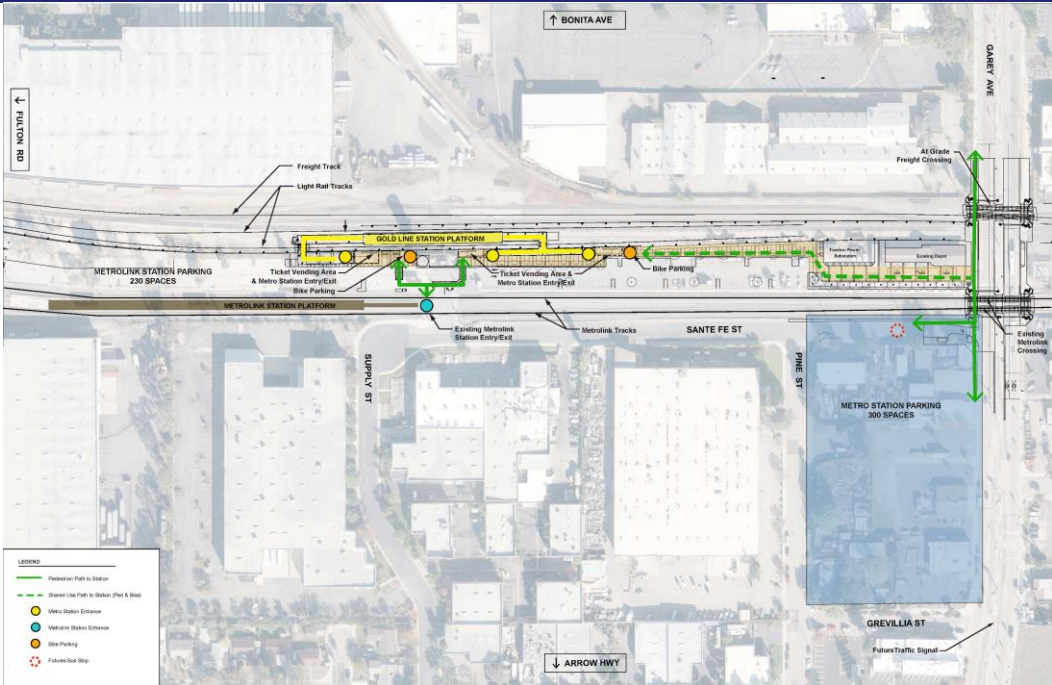 ↑ BONITA AVE
GAREY AVE
← FULTON RD
At Grade
Freight Crossing
Freight Track
Light Rail Tracks
GOLD LINE STATION PLATFORM
METROLINK STATION PARKING
230 SPACES
Ticket Vending Area
& Metro Station Entry/Exit
Bike Parking
Ticket Vending Area &
Metro Station Entry/Exit
Bike Parking
Traction Power
Substation
Existing Depot
METROLINK STATION PLATFORM
Existing Metrolink
Station Entry/Exit
Metrolink Tracks
SANTE FE ST
Existing
Metrolink
Crossing
SUPPLY ST
PINE ST
METRO STATION PARKING
300 SPACES
LEGEND
Pedestrian Path to Station
Shared Use Path to Station (Ped & Bike)
Metro Station Entrance
Metrolink Station Entrance
Bike Parking
Futures Bus Stop
GREVILLIA ST
FutureTraffic Signal
↓ ARROW HWY